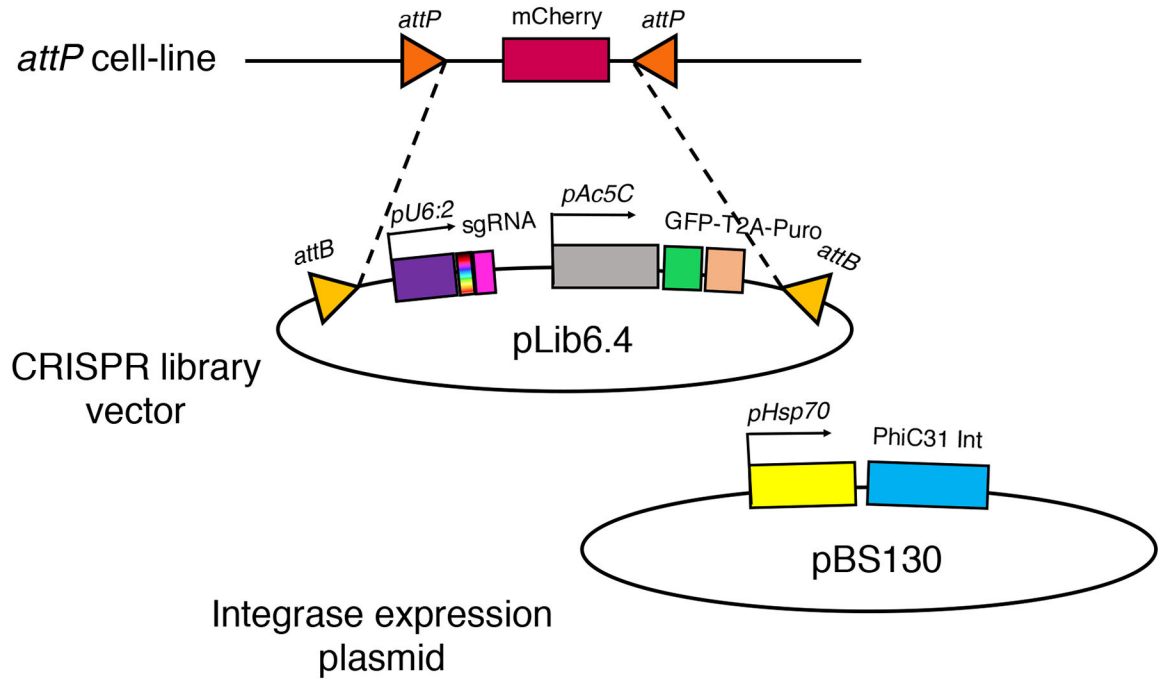 attP
mCherry
attP
attP cell-line
pU6:2
sgRNA
pAc5C
GFP-T2A-Puro
attB
attB
pLib6.4
CRISPR library
vector
pHsp70
PhiC31 Int
pBS130
Integrase expression
plasmid